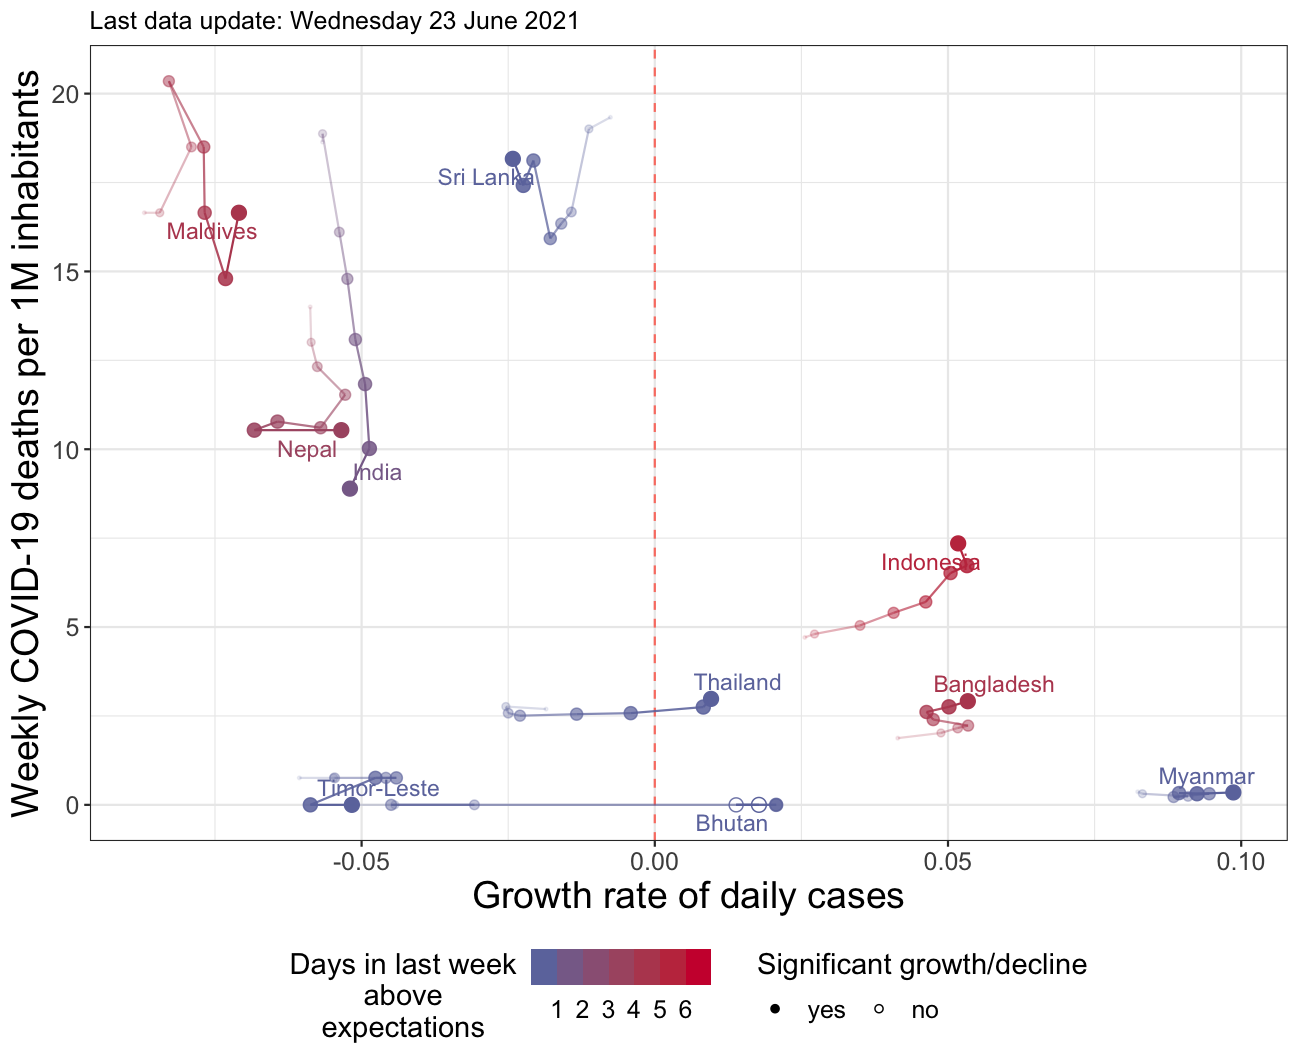 Last data update: Wednesday 23 June 2021
Weekly COVID-19 deaths per 1M inhabitants
20
15
10
5
0
Maldives
Sri Lanka
Nepal
India
Indonesia
Thailand
Bangladesh
Timor-Leste
Myanmar
Bhutan
-0.05
0.00
0.05
0.10
Growth rate of daily cases
Days in last week
above
expectations
1 2 3 4 5 6
Significant growth/decline
yes
no